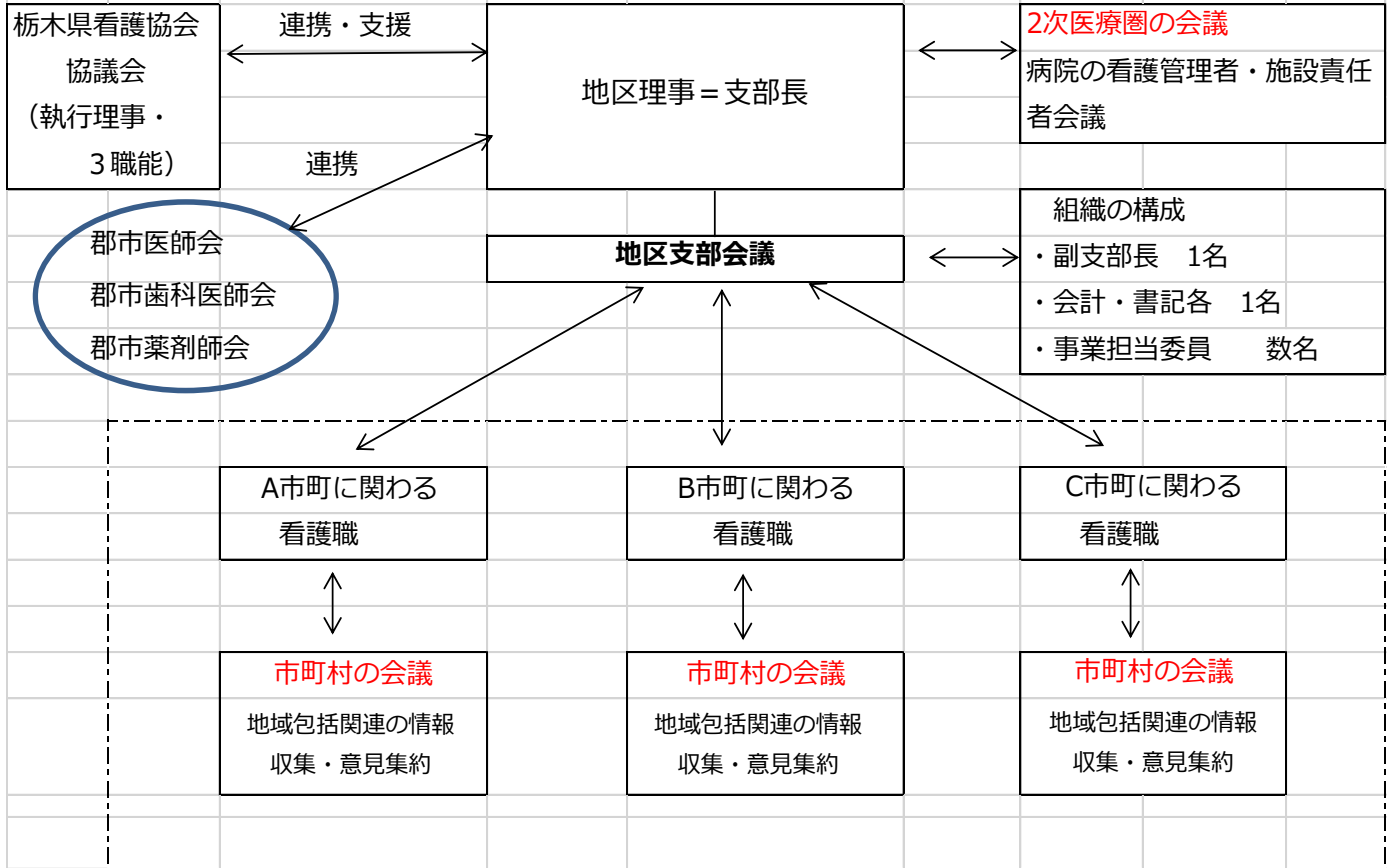 栃木県看護協会
協議会
（執行理事・
３職能）
連携・支援
連携
地区理事＝支部長
2次医療圏の会議
病院の看護管理者・施設責任
者会議
郡市医師会
郡市歯科医師会
郡市薬剤師会
地区支部会議
組織の構成
・副支部長　1名
・会計・書記各　1名
・事業担当委員　　数名
A市町に関わる
看護職
B市町に関わる
看護職
C市町に関わる
看護職
市町村の会議
地域包括関連の情報
収集・意見集約
市町村の会議
地域包括関連の情報
収集・意見集約
市町村の会議
地域包括関連の情報
収集・意見集約